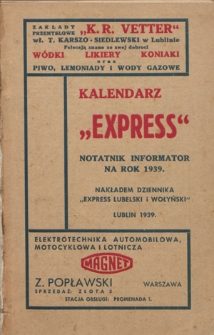 ZAKŁADY
PRZEMYSŁOWE „K.R. VETTER"
wł. T. KARSZO-SIEDLEWSKI w Lublinie
Polecają znane ze swej dobroci
WÓDKI LIKIERY KONIAKI
oraz
PIWO, LEMONIADY I WODY GAZOWE
KALENDARZ
„EXPRESS"
NOTATNIK INFORMATOR
NA ROK 1939.
NAKŁADEM DZIENNIKA
„EXPRESS LUBELSKI I WOŁYŃSKI"
LUBLIN 1939.
ELEKTROTECHNIKA AUTOMOBILOWA,
MOTOCYKLOWA I LOTNICZA
MAGNET
Z. POPŁAWSKI WARSZAWA
SPRZEDAŻ: ZŁOTA 5
STACJA OBSŁUGI: PROMENADA 1.